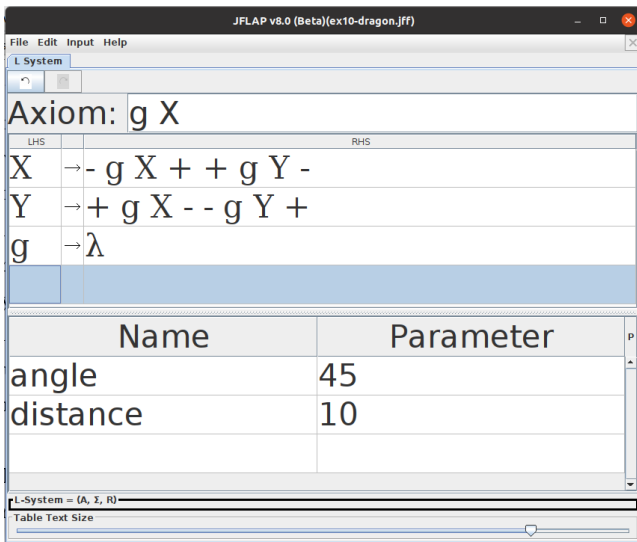 JFLAP v8.0 (Beta)(ex10-dragon.jff)
File Edit Input Help
L System
Axiom: g X
LHS RHS
X → - g X + + g Y -
Y → + g X - - g Y +
g → λ
Name Parameter P
angle 45
distance 10
L-System = (A, Σ, R)
Table Text Size